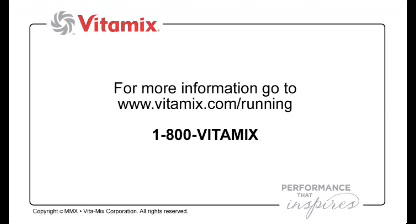 Vitamix.
For more information go to
www.vitamix.com/running
1-800-VITAMIX
PERFORMANCE
THAT
inspires
Copyright c MMX • Vita-Mix Corporation. All rights reserved.